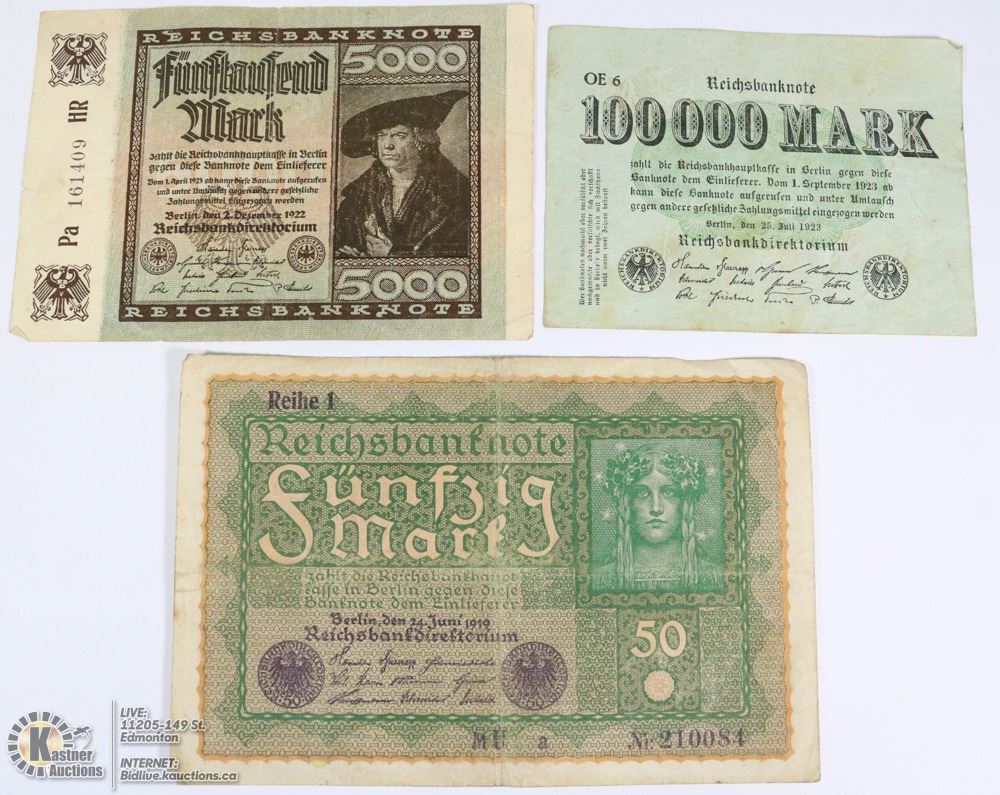 REICHSBANKNOTE
5000
Fünftausend
Mark
zahlt die Reichsbankhauptkasse in Berlin
gegen diese Banknote dem Einlieferer
Vom 1. April 1923 ab kann diese Banknote aufgerufen
und unter Umtausch gegen andere gesetzliche
Zahlungsmittel eingezogen werden
Berlin, den 2. Dezember 1922
Reichsbankdirektorium
5000
REICHSBANKNOTE
Pa 161409 HR
OE 6
Reichsbanknote
100000 MARK
zahlt die Reichsbankhauptkasse in Berlin gegen diese
Banknote dem Einlieferer. Vom 1. September 1923 ab
kann diese Banknote aufgerufen und unter Umtausch
gegen andere gesetzliche Zahlungsmittel eingezogen werden
Berlin, den 25. Juli 1923
Reichsbankdirektorium
REICHSBANKDIREKTORIUM
REICHSBANKDIREKTORIUM
Reihe 1
Reichsbanknote
Fünfzig
Mark
zahlt die Reichsbankhaupt
kasse in Berlin gegen diese
Banknote dem Einlieferer
Berlin, den 24. Juni 1919
Reichsbankdirektorium
50
MU a No 210084
Kastner
Auctions
LIVE:
11205-149 St.
Edmonton
INTERNET:
Bidlive.kauctions.ca